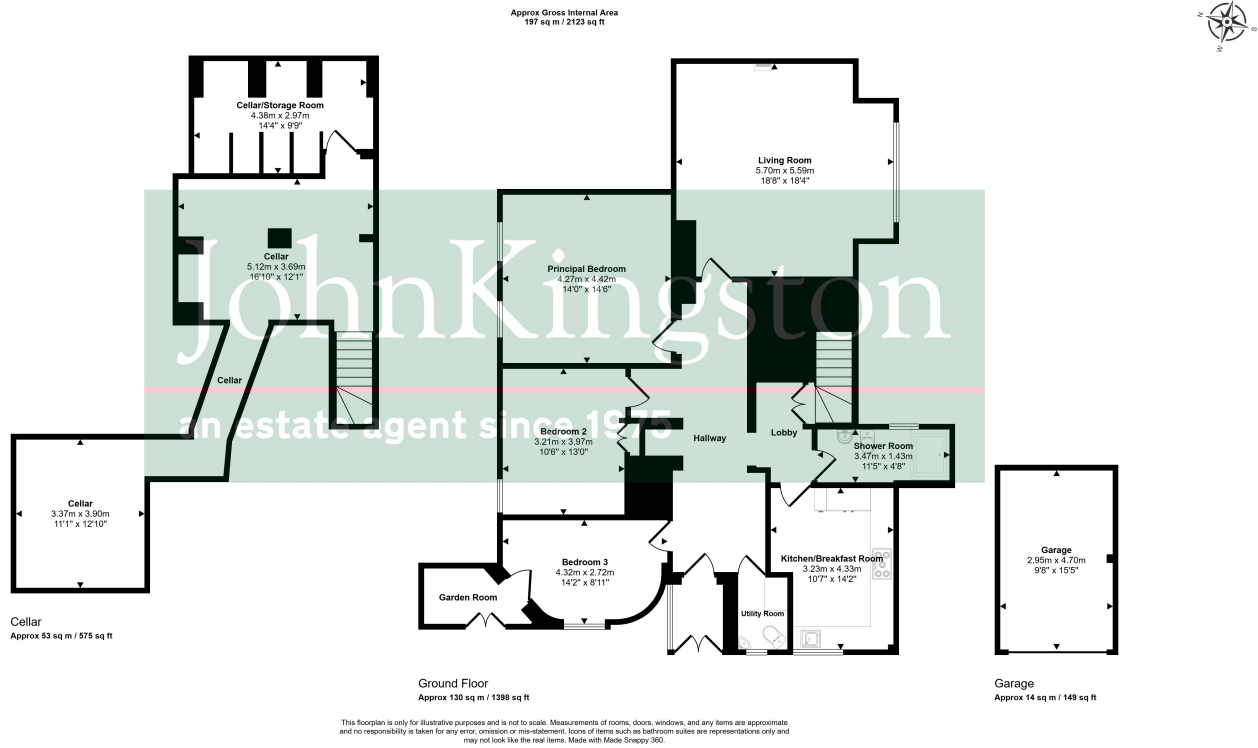 Approx Gross Internal Area
197 sq m / 2123 sq ft
N
S
W
Cellar/Storage Room
4.38m x 2.97m
14'4" x 9'9"
Living Room
5.70m x 5.59m
18'8" x 18'4"
Cellar
5.12m x 3.69m
16'10" x 12'1"
Principal Bedroom
4.27m x 4.42m
14'0" x 14'6"
JohnKingston
an estate agent since 1975
Cellar
Bedroom 2
3.21m x 3.97m
10'6" x 13'0"
Hallway
Lobby
Shower Room
3.47m x 1.43m
11'5" x 4'8"
Cellar
3.37m x 3.90m
11'1" x 12'10"
Bedroom 3
4.32m x 2.72m
14'2" x 8'11"
Kitchen/Breakfast Room
3.23m x 4.33m
10'7" x 14'2"
Garage
2.95m x 4.70m
9'8" x 15'5"
Garden Room
Utility Room
Cellar
Approx 53 sq m / 575 sq ft
Ground Floor
Approx 130 sq m / 1398 sq ft
Garage
Approx 14 sq m / 149 sq ft
This floorplan is only for illustrative purposes and is not to scale. Measurements of rooms, doors, windows, and any items are approximate
and no responsibility is taken for any error, omission or mis-statement. Icons of items such as bathroom suites are representations only and
may not look like the real items. Made with Made Snappy 360.